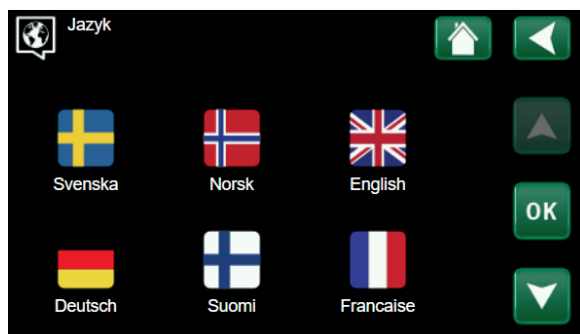 Jazyk
Svenska
Norsk
English
OK
Deutsch
Suomi
Francaise